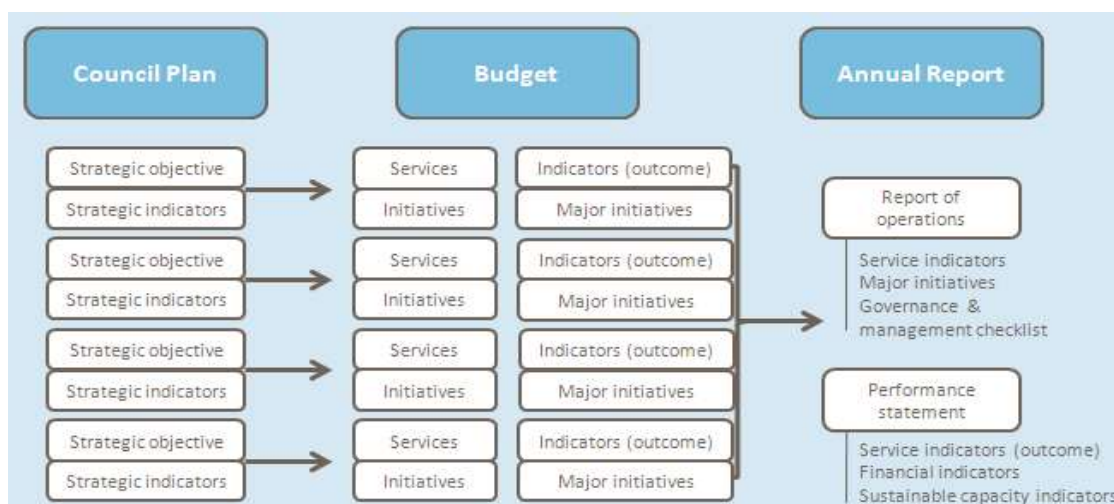 Council Plan
Budget
Annual Report
Strategic objective
Strategic indicators
Strategic objective
Strategic indicators
Strategic objective
Strategic indicators
Strategic objective
Strategic indicators
Services
Initiatives
Services
Initiatives
Services
Initiatives
Services
Initiatives
Indicators (outcome)
Major initiatives
Indicators (outcome)
Major initiatives
Indicators (outcome)
Major initiatives
Indicators (outcome)
Major initiatives
Report of
operations
Service indicators
Major initiatives
Governance &
management checklist
Performance
statement
Service indicators (outcome)
Financial indicators
Sustainable capacity indicators